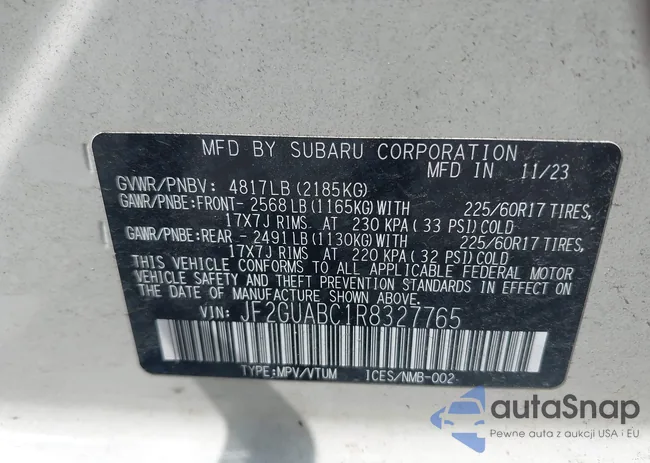 MFD BY SUBARU CORPORATION
MFD IN 11/23
GVWR/PNBV: 4817LB (2185KG)
GAWR/PNBE: FRONT- 2568LB (1165KG) WITH 225/60R17 TIRES,
17X7J RIMS AT 230 KPA (33 PSI) COLD
GAWR/PNBE: REAR - 2491LB (1130KG) WITH 225/60R17 TIRES,
17X7J RIMS AT 220 KPA (32 PSI) COLD
THIS VEHICLE CONFORMS TO ALL APPLICABLE FEDERAL MOTOR
VEHICLE SAFETY AND THEFT PREVENTION STANDARDS IN EFFECT ON
THE DATE OF MANUFACTURE SHOWN ABOVE.
VIN: JF2GUABC1R8327765
TYPE:MPV/VTUM ICES/NMB-002
autaSnap
Pewne auta z aukcji USA i EU